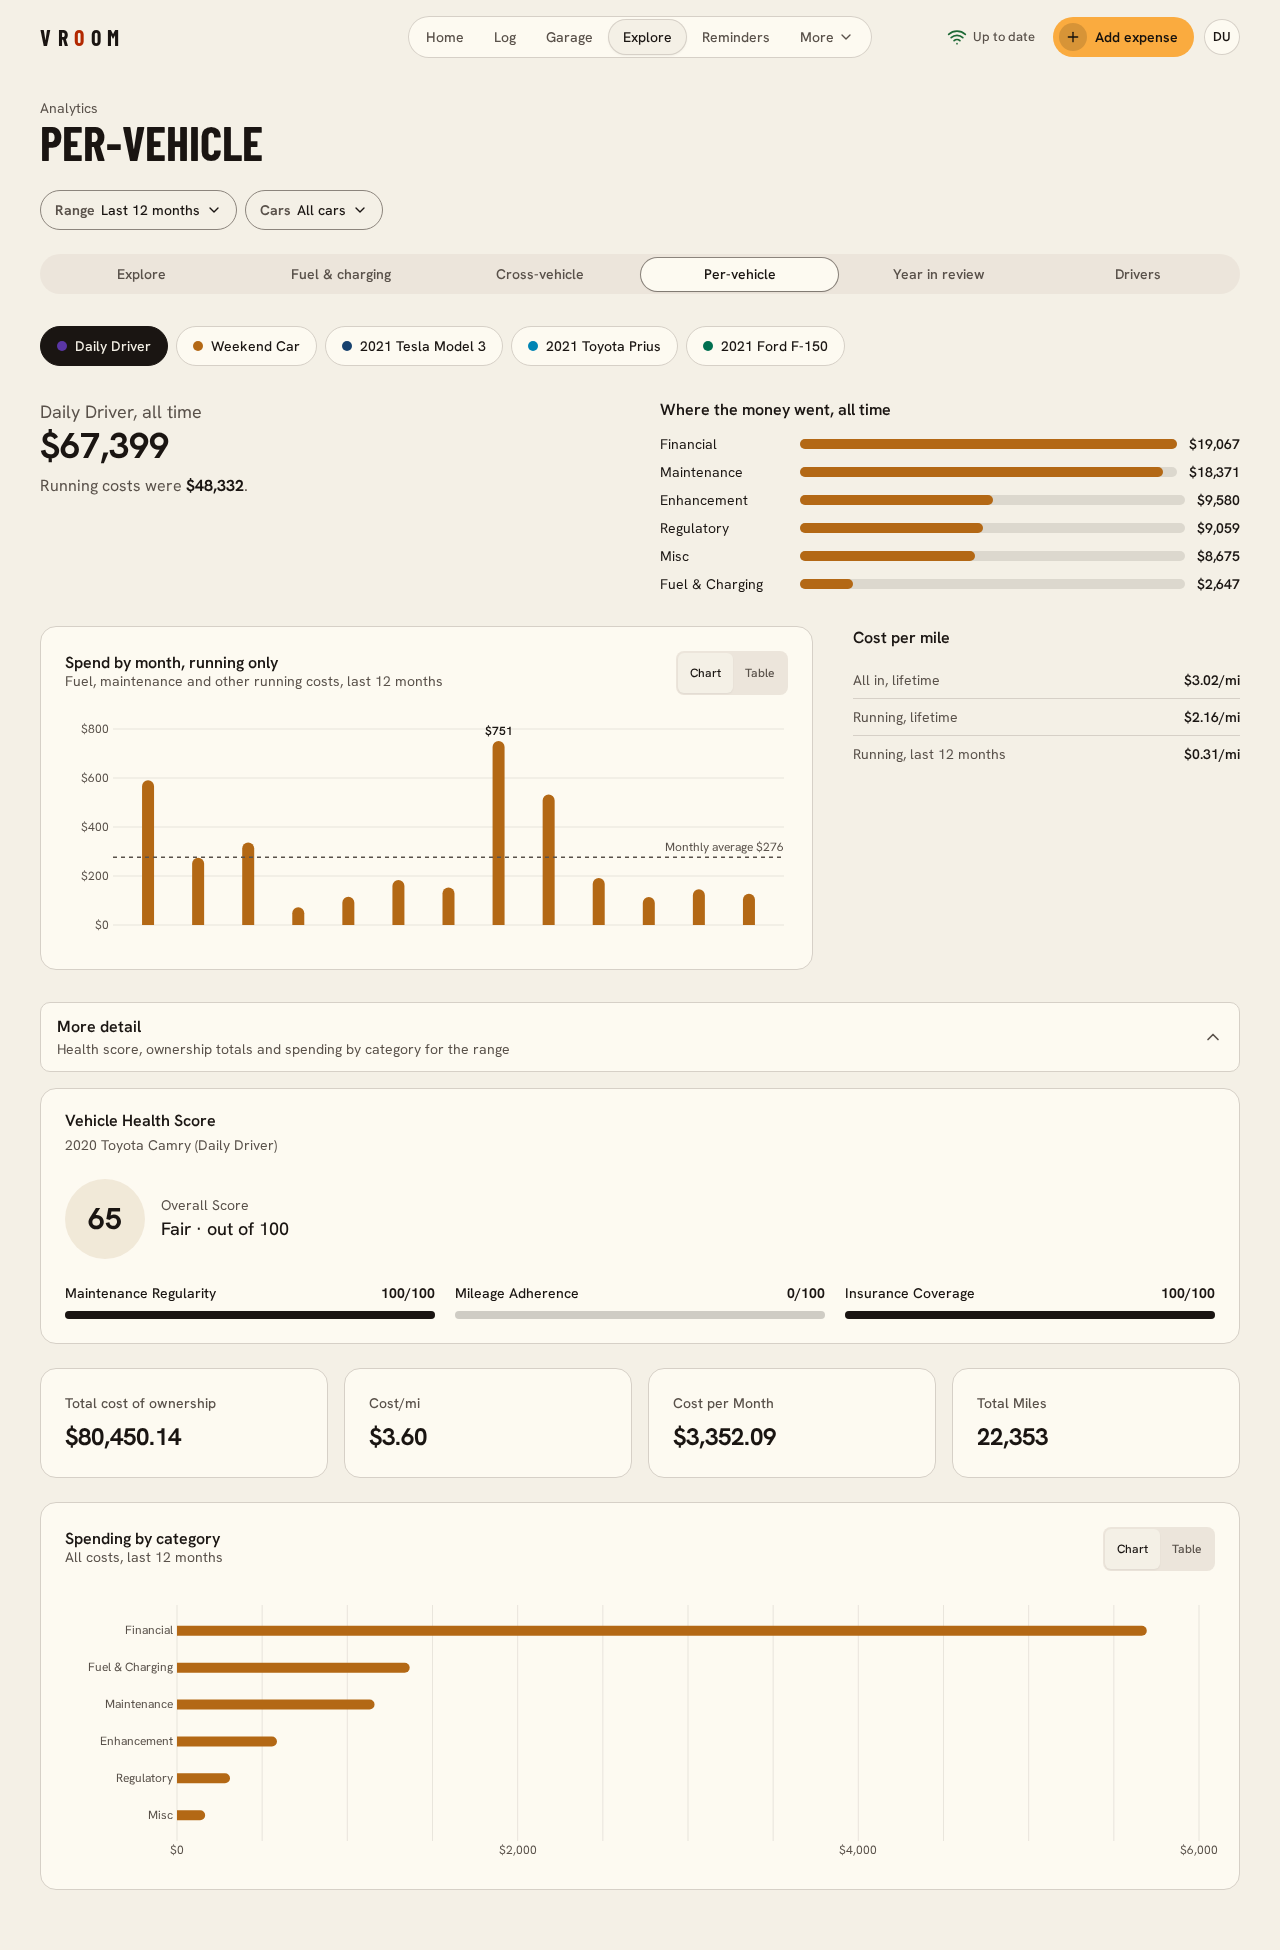 VROOM
Home
Log
Garage
Explore
Reminders
More
Up to date
Add expense
DU
Analytics
PER-VEHICLE
Range Last 12 months
Cars All cars
Explore
Fuel & charging
Cross-vehicle
Per-vehicle
Year in review
Drivers
Daily Driver
Weekend Car
2021 Tesla Model 3
2021 Toyota Prius
2021 Ford F-150
Daily Driver, all time
$67,399
Running costs were $48,332.
Where the money went, all time
Financial $19,067
Maintenance $18,371
Enhancement $9,580
Regulatory $9,059
Misc $8,675
Fuel & Charging $2,647
Spend by month, running only
Fuel, maintenance and other running costs, last 12 months
Chart
Table
$800
$600
$400
$200
$0
$751
Monthly average $276
Cost per mile
All in, lifetime $3.02/mi
Running, lifetime $2.16/mi
Running, last 12 months $0.31/mi
More detail
Health score, ownership totals and spending by category for the range
Vehicle Health Score
2020 Toyota Camry (Daily Driver)
65
Overall Score
Fair · out of 100
Maintenance Regularity 100/100
Mileage Adherence 0/100
Insurance Coverage 100/100
Total cost of ownership
$80,450.14
Cost/mi
$3.60
Cost per Month
$3,352.09
Total Miles
22,353
Spending by category
All costs, last 12 months
Chart
Table
Financial
Fuel & Charging
Maintenance
Enhancement
Regulatory
Misc
$0
$2,000
$4,000
$6,000